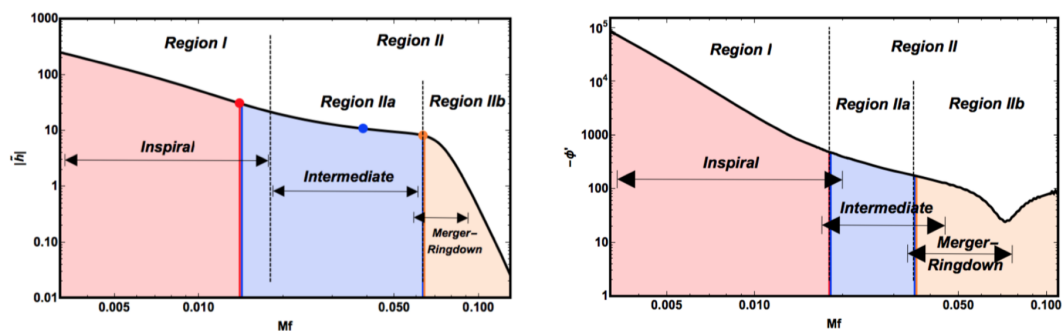 1000
100
10
1
0.10
0.01
|h̃|
Region I
Region II
Region IIa
Region IIb
Inspiral
Intermediate
Merger–
Ringdown
0.005
0.010
0.050
0.100
Mf
10⁵
10⁴
1000
100
10
1
-ϕ'
Region I
Region II
Region IIa
Region IIb
Inspiral
Intermediate
Merger–
Ringdown
0.005
0.010
0.050
0.100
Mf